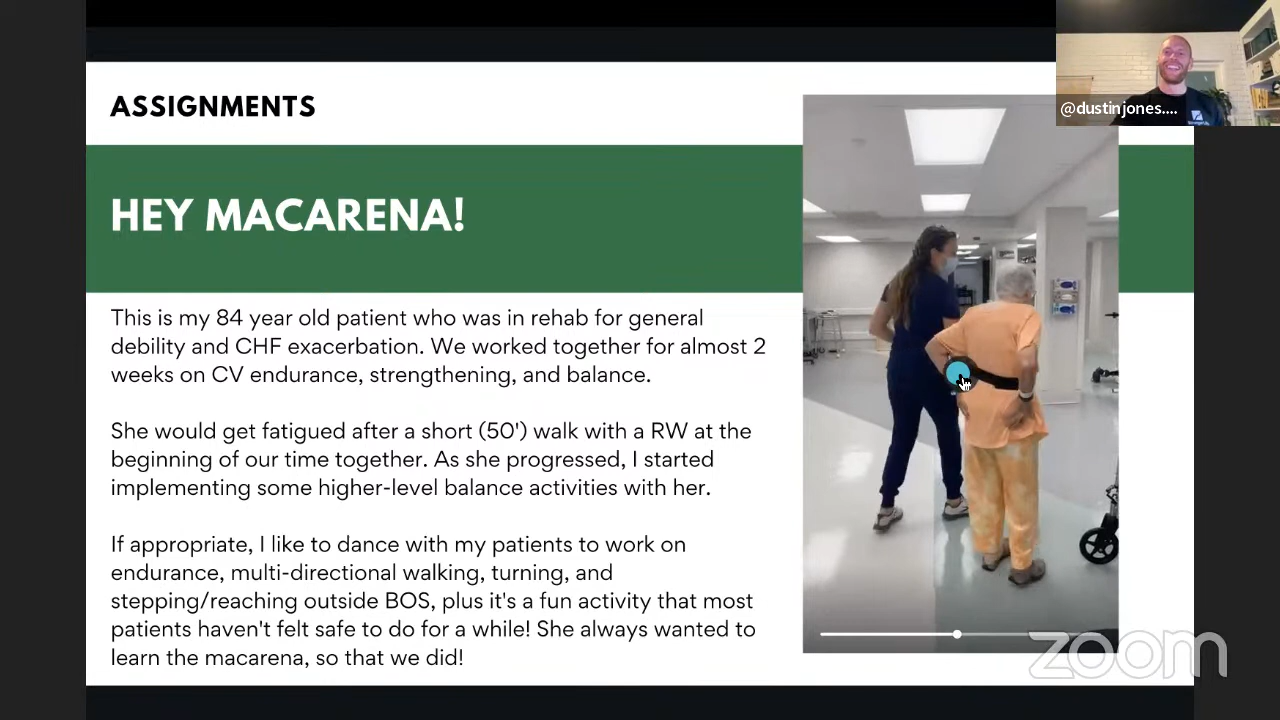 ASSIGNMENTS
@dustinjones....
HEY MACARENA!
This is my 84 year old patient who was in rehab for general
debility and CHF exacerbation. We worked together for almost 2
weeks on CV endurance, strengthening, and balance.
She would get fatigued after a short (50') walk with a RW at the
beginning of our time together. As she progressed, I started
implementing some higher-level balance activities with her.
If appropriate, I like to dance with my patients to work on
endurance, multi-directional walking, turning, and
stepping/reaching outside BOS, plus it's a fun activity that most
patients haven't felt safe to do for a while! She always wanted to
learn the macarena, so that we did!
zoom